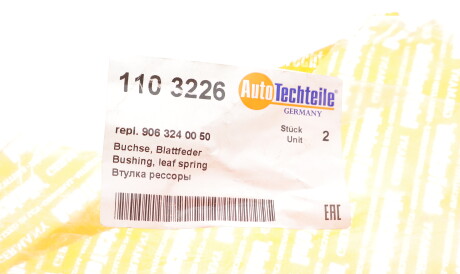 110 3226
AutoTechteile®
GERMANY
repl. 906 324 00 50
Stück
Unit
2
Buchse, Blattfeder
Bushing, leaf spring
Втулка рессоры
EAC